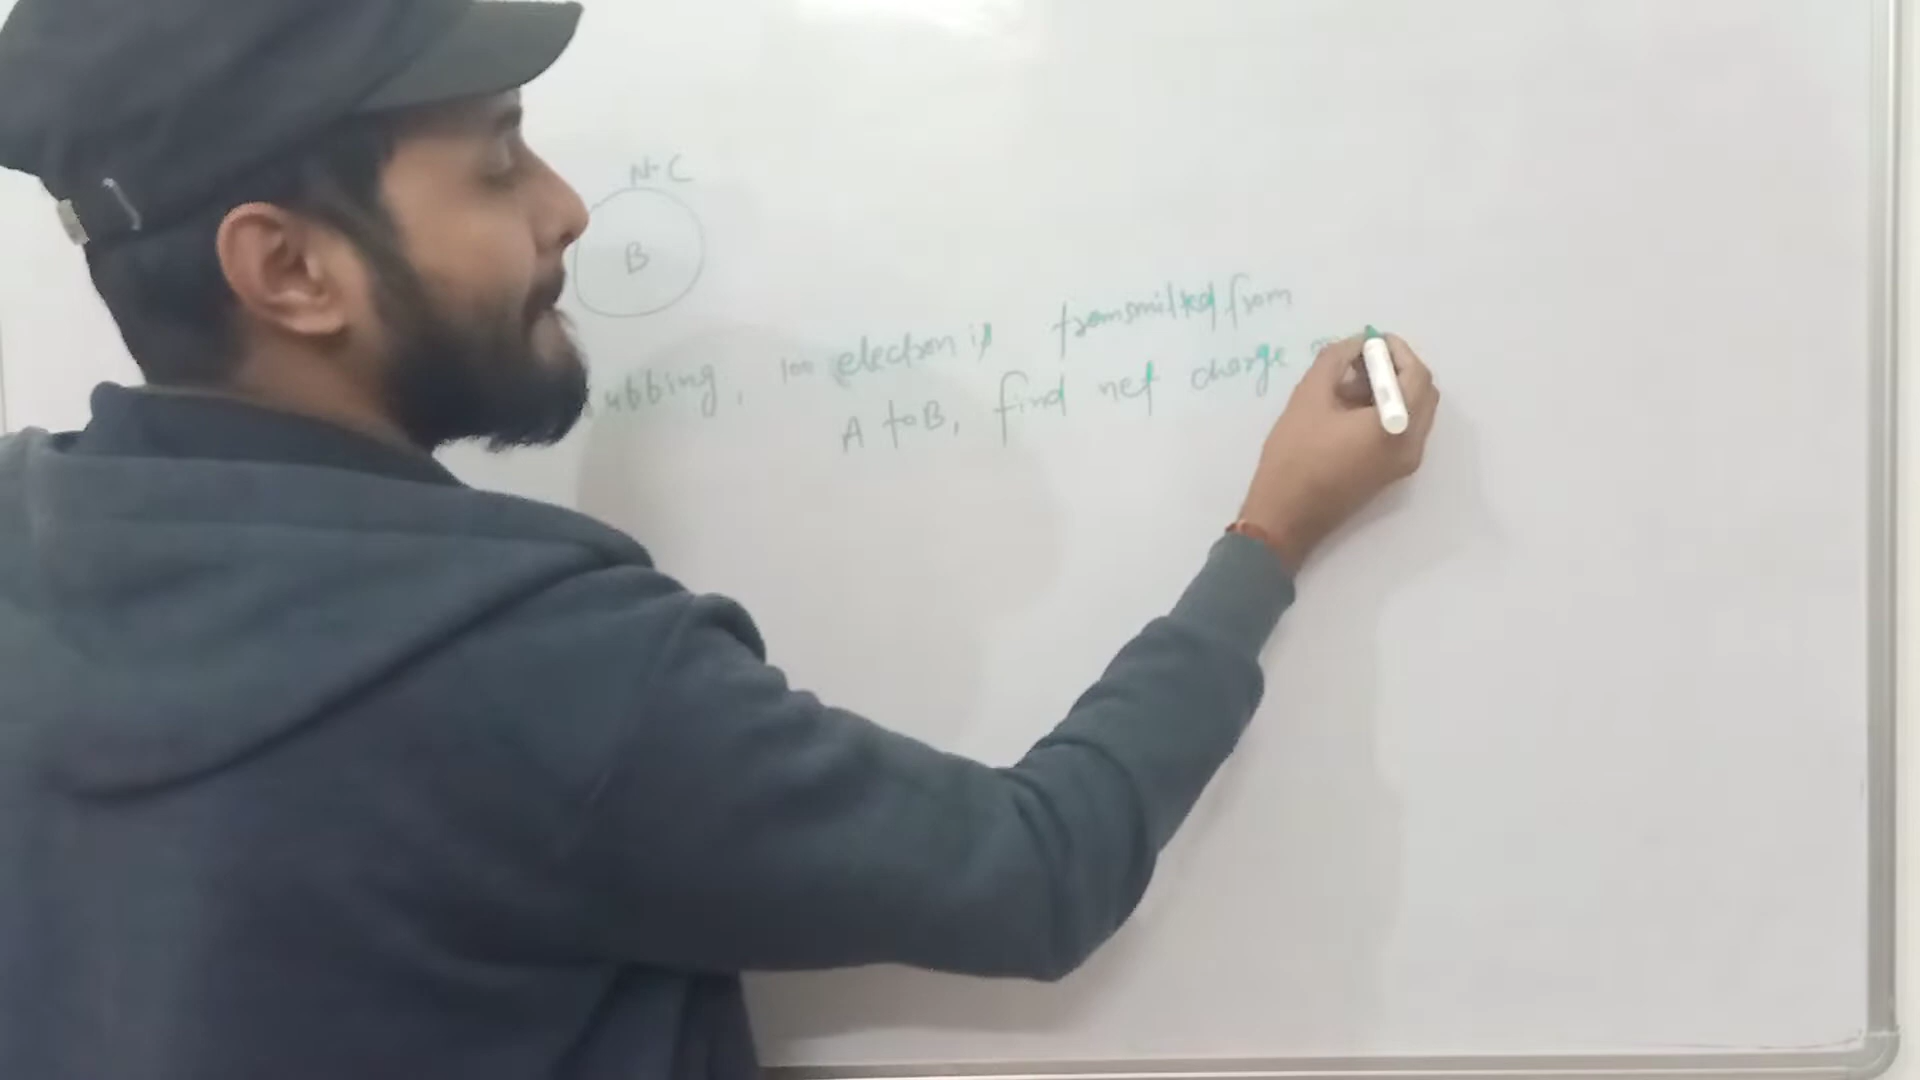 N-C
B
ubbing, 100 electron is transmitted from
A to B, find net charge